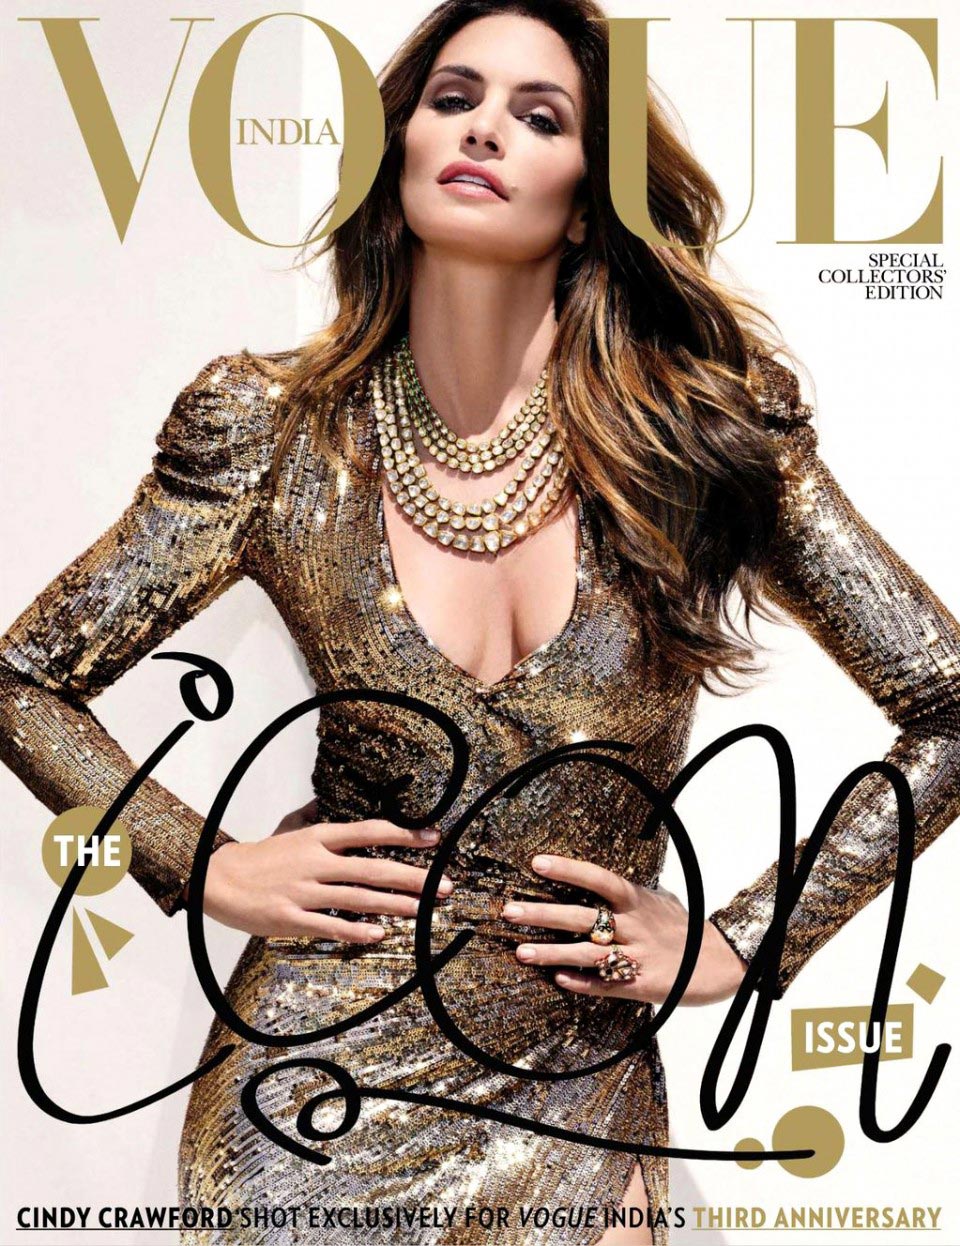 VOGUE
INDIA
SPECIAL
COLLECTORS'
EDITION
THE
icon
ISSUE
CINDY CRAWFORD SHOT EXCLUSIVELY FOR VOGUE INDIA'S THIRD ANNIVERSARY